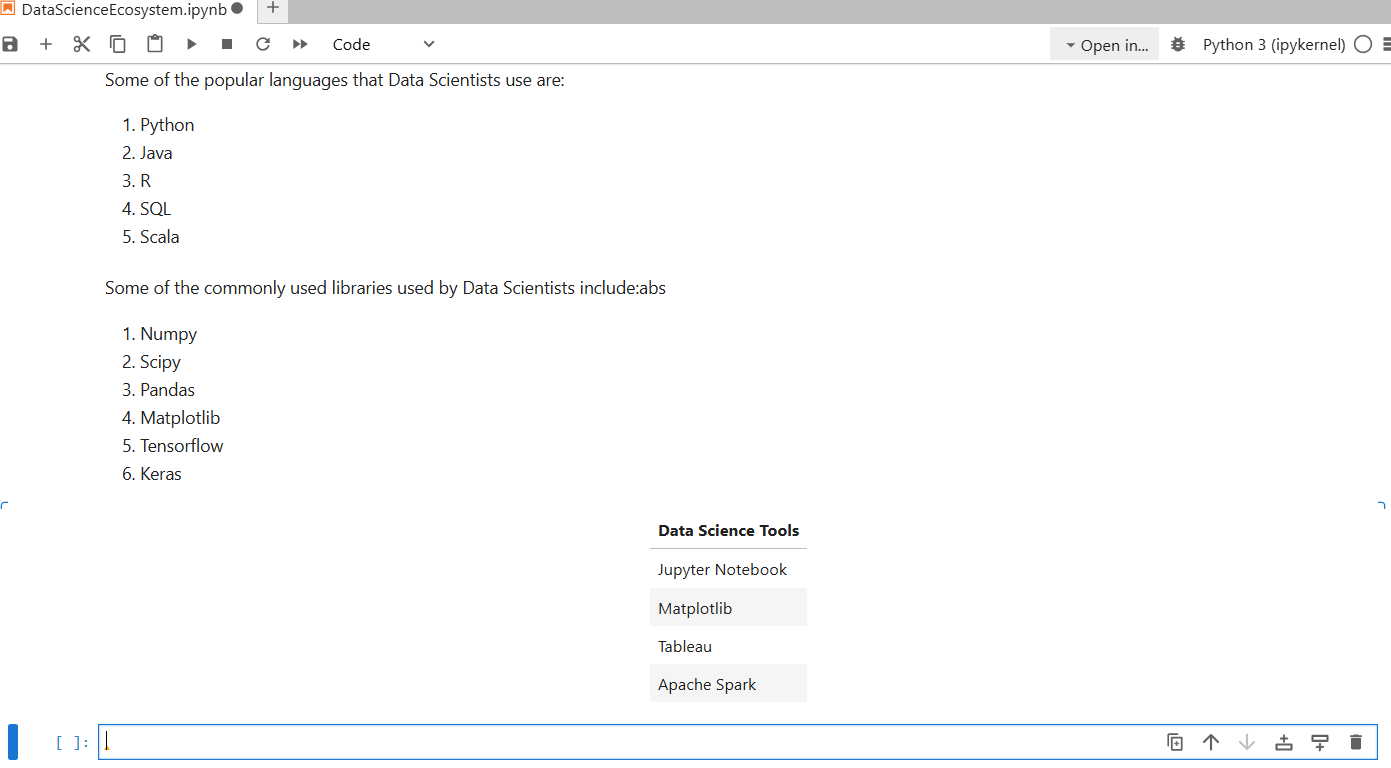 DataScienceEcosystem.ipynb
Code
Open in...
Python 3 (ipykernel)
Some of the popular languages that Data Scientists use are:
1. Python
2. Java
3. R
4. SQL
5. Scala
Some of the commonly used libraries used by Data Scientists include:abs
1. Numpy
2. Scipy
3. Pandas
4. Matplotlib
5. Tensorflow
6. Keras
Data Science Tools
Jupyter Notebook
Matplotlib
Tableau
Apache Spark
[ ]: